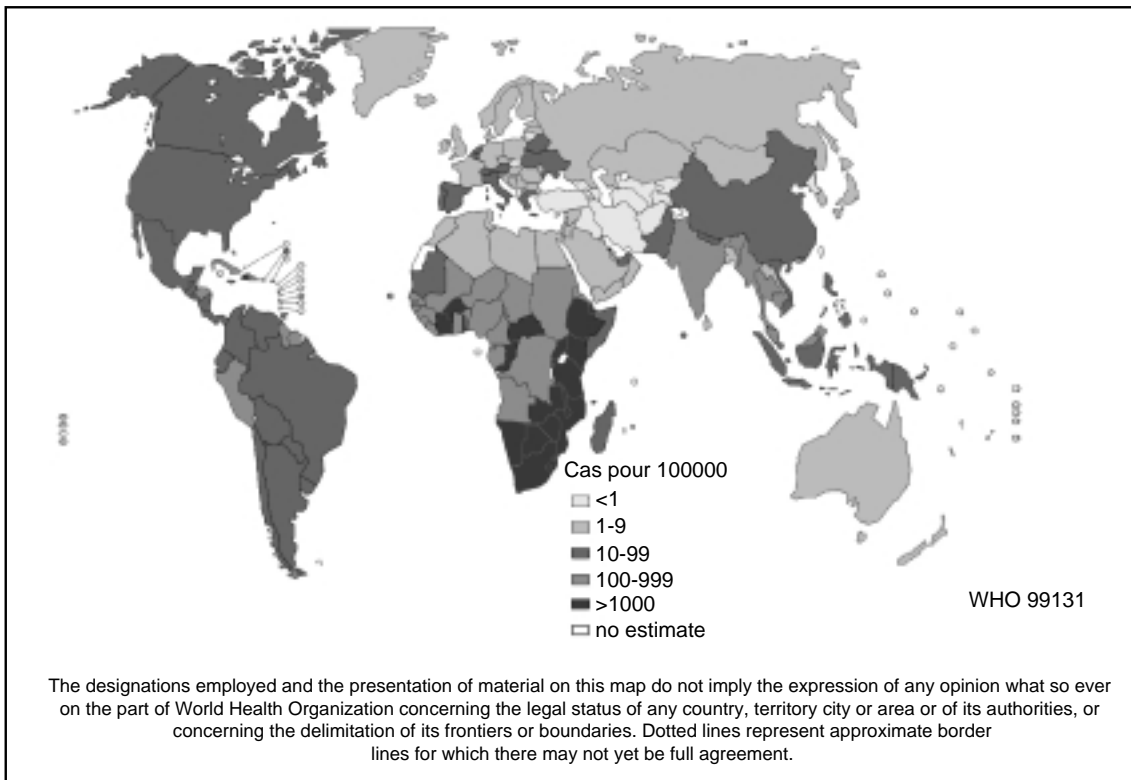 Cas pour 100000
<1
1-9
10-99
100-999
>1000
no estimate
WHO 99131
The designations employed and the presentation of material on this map do not imply the expression of any opinion what so ever
on the part of World Health Organization concerning the legal status of any country, territory city or area or of its authorities, or
concerning the delimitation of its frontiers or boundaries. Dotted lines represent approximate border
lines for which there may not yet be full agreement.